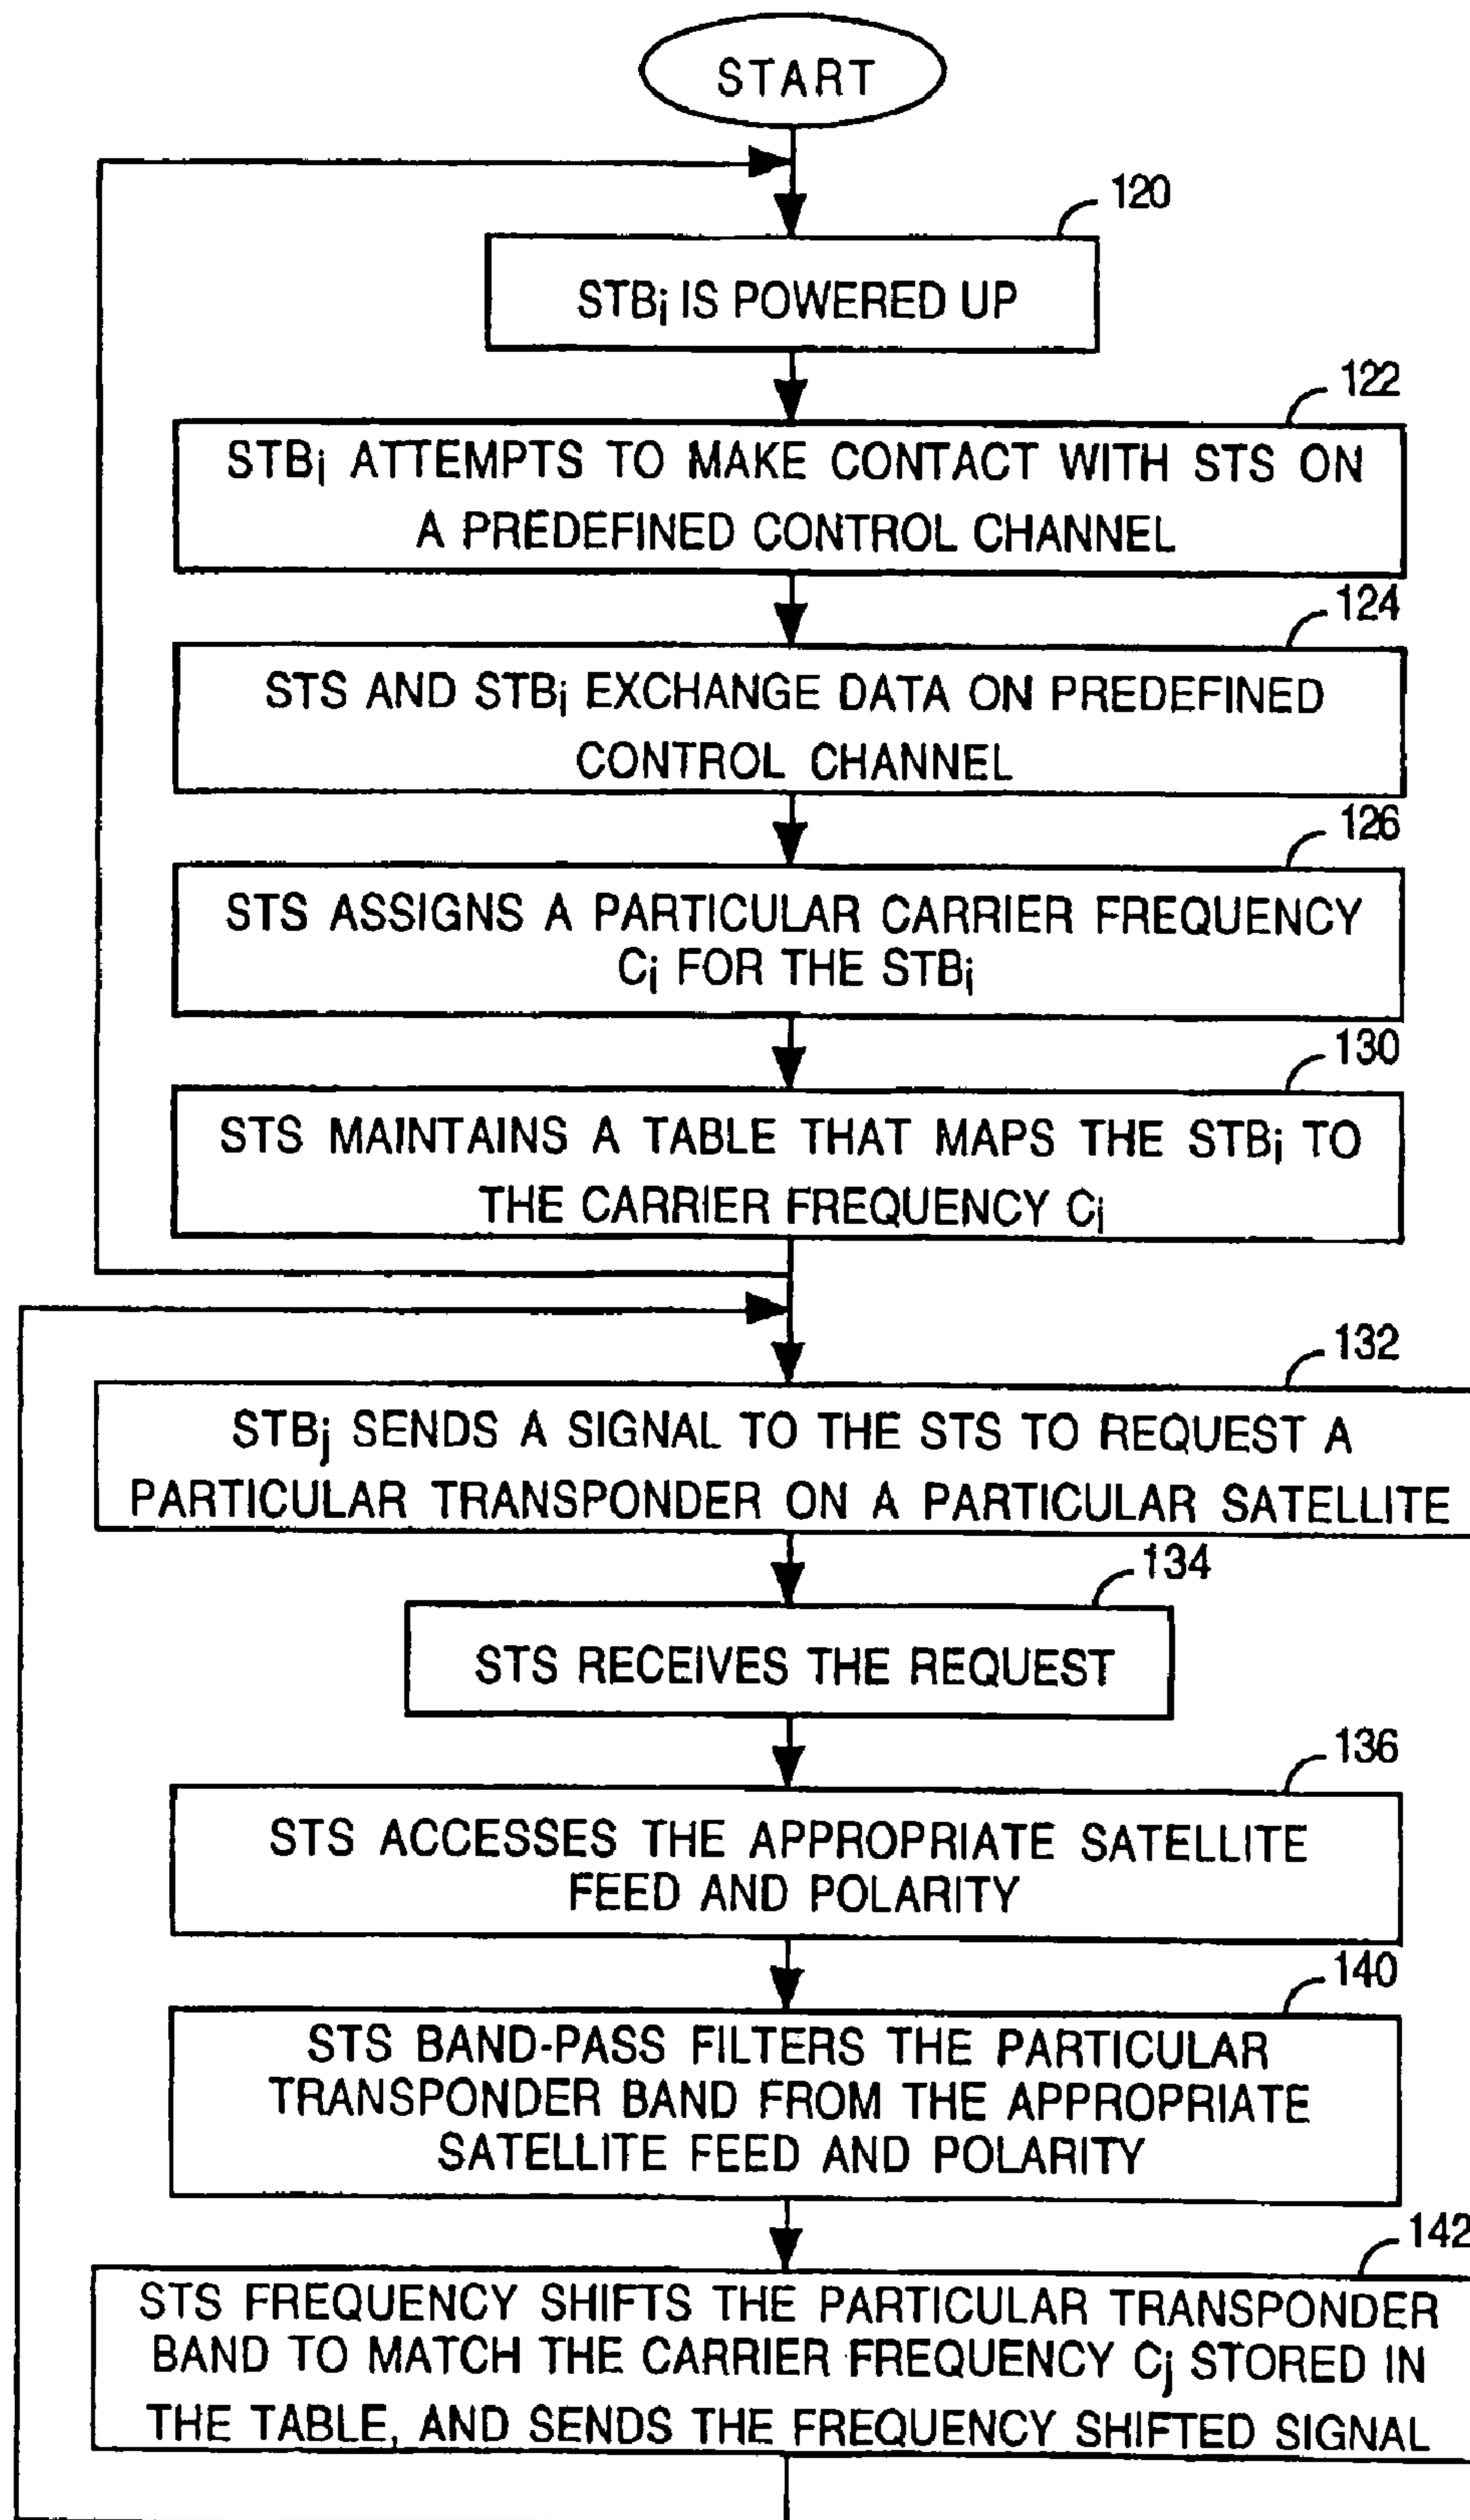 START
120
STBi IS POWERED UP
122
STBi ATTEMPTS TO MAKE CONTACT WITH STS ON
A PREDEFINED CONTROL CHANNEL
124
STS AND STBi EXCHANGE DATA ON PREDEFINED
CONTROL CHANNEL
126
STS ASSIGNS A PARTICULAR CARRIER FREQUENCY
Ci FOR THE STBi
130
STS MAINTAINS A TABLE THAT MAPS THE STBi TO
THE CARRIER FREQUENCY Ci
132
STBj SENDS A SIGNAL TO THE STS TO REQUEST A
PARTICULAR TRANSPONDER ON A PARTICULAR SATELLITE
134
STS RECEIVES THE REQUEST
136
STS ACCESSES THE APPROPRIATE SATELLITE
FEED AND POLARITY
140
STS BAND-PASS FILTERS THE PARTICULAR
TRANSPONDER BAND FROM THE APPROPRIATE
SATELLITE FEED AND POLARITY
142
STS FREQUENCY SHIFTS THE PARTICULAR TRANSPONDER
BAND TO MATCH THE CARRIER FREQUENCY Cj STORED IN
THE TABLE, AND SENDS THE FREQUENCY SHIFTED SIGNAL